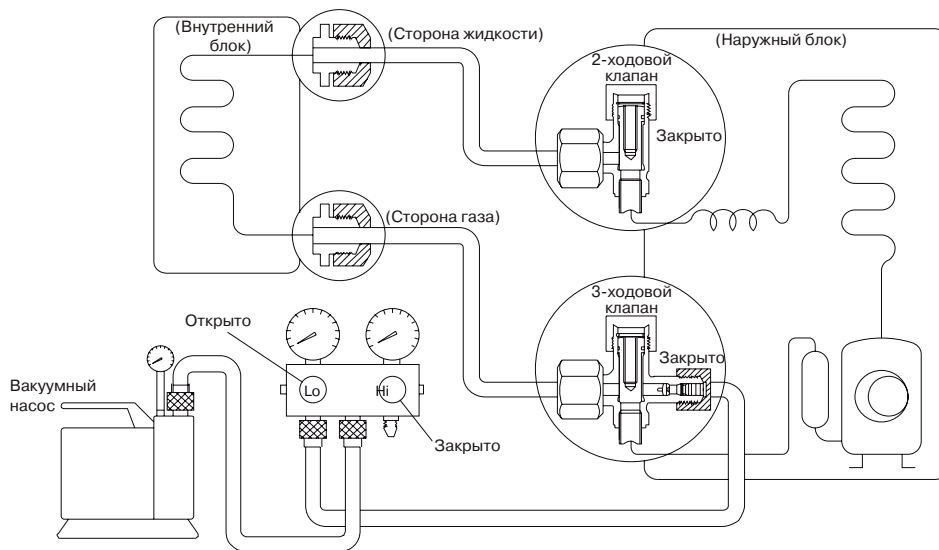 (Внутренний
блок)
(Сторона жидкости)
(Наружный блок)
2-ходовой
клапан
Закрыто
(Сторона газа)
3-ходовой
клапан
Закрыто
Открыто
Lo
Hi
Вакуумный
насос
Закрыто